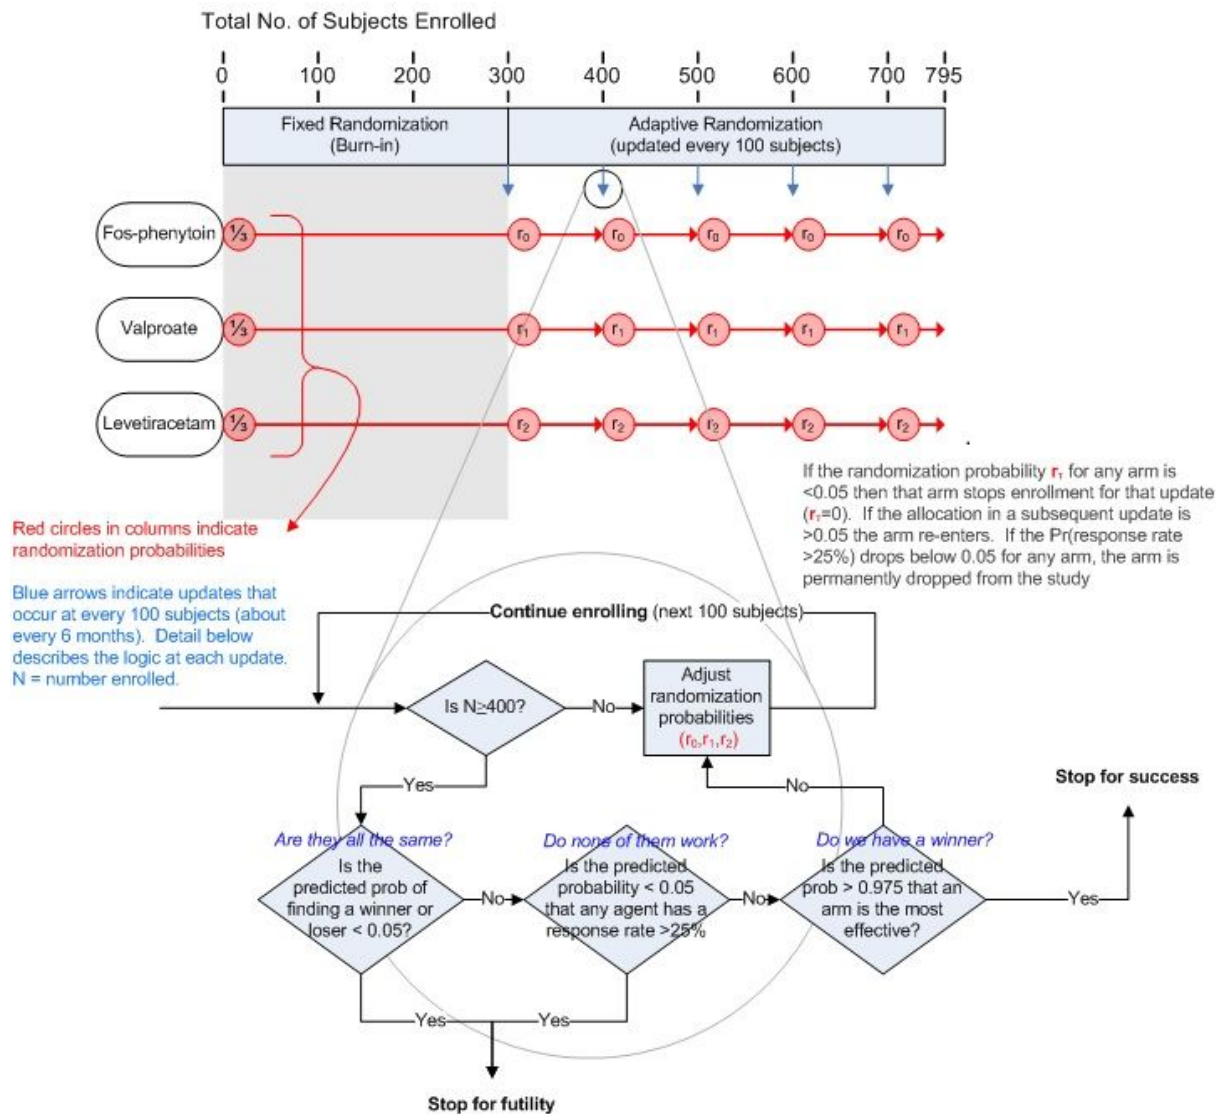 Total No. of Subjects Enrolled
0 100 200 300 400 500 600 700 795
Fixed Randomization
(Burn-in)
Adaptive Randomization
(updated every 100 subjects)
Fos-phenytoin ⅓ r₀ r₀ r₀ r₀ r₀
Valproate ⅓ r₁ r₁ r₁ r₁ r₁
Levetiracetam ⅓ r₂ r₂ r₂ r₂ r₂
If the randomization probability rₜ for any arm is
<0.05 then that arm stops enrollment for that update
(rₜ=0).  If the allocation in a subsequent update is
>0.05 the arm re-enters.  If the Pr(response rate
>25%) drops below 0.05 for any arm, the arm is
permanently dropped from the study
Red circles in columns indicate
randomization probabilities
Blue arrows indicate updates that
occur at every 100 subjects (about
every 6 months).  Detail below
describes the logic at each update.
N = number enrolled.
Continue enrolling (next 100 subjects)
Is N≥400?
No
Adjust
randomization
probabilities
(r₀,r₁,r₂)
Yes
No
Stop for success
Are they all the same?
Is the
predicted prob of
finding a winner or
loser < 0.05?
No
Do none of them work?
Is the predicted
probability < 0.05
that any agent has a
response rate >25%
No
Do we have a winner?
Is the predicted
prob > 0.975 that an
arm is the most
effective?
Yes
Yes
Yes
Stop for futility